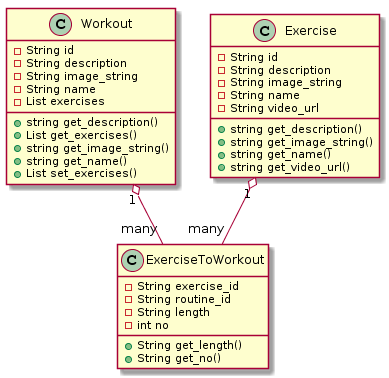 C Workout
String id
String description
String image_string
String name
List exercises
string get_description()
List get_exercises()
string get_image_string()
string get_name()
List set_exercises()
C Exercise
String id
String description
String image_string
String name
String video_url
string get_description()
string get_image_string()
string get_name()
string get_video_url()
1
1
many
many
C ExerciseToWorkout
String exercise_id
String routine_id
String length
int no
String get_length()
String get_no()